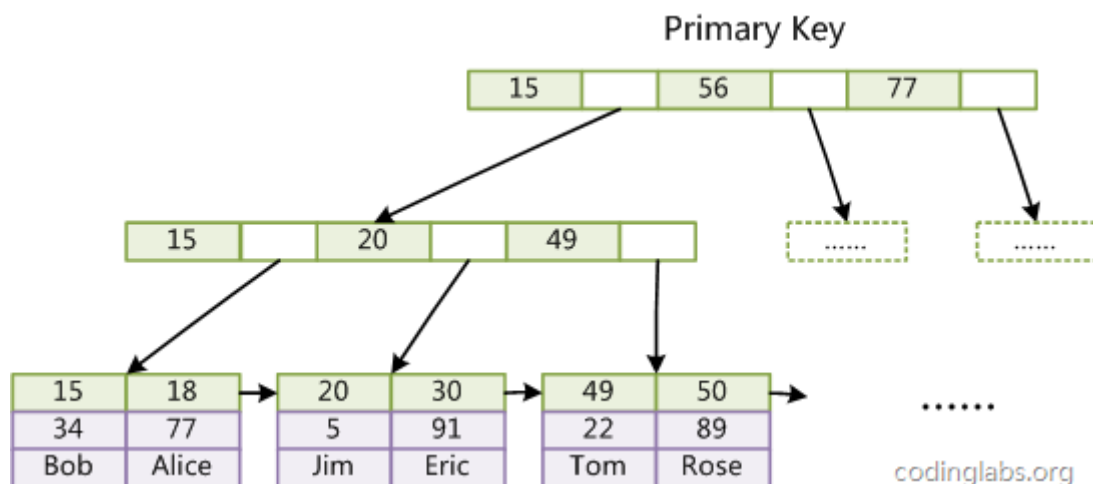 Primary Key
15 56 77
15 20 49
...... ......
15 18 20 30 49 50
34 77 5 91 22 89
......
Bob Alice Jim Eric Tom Rose
codinglabs.org